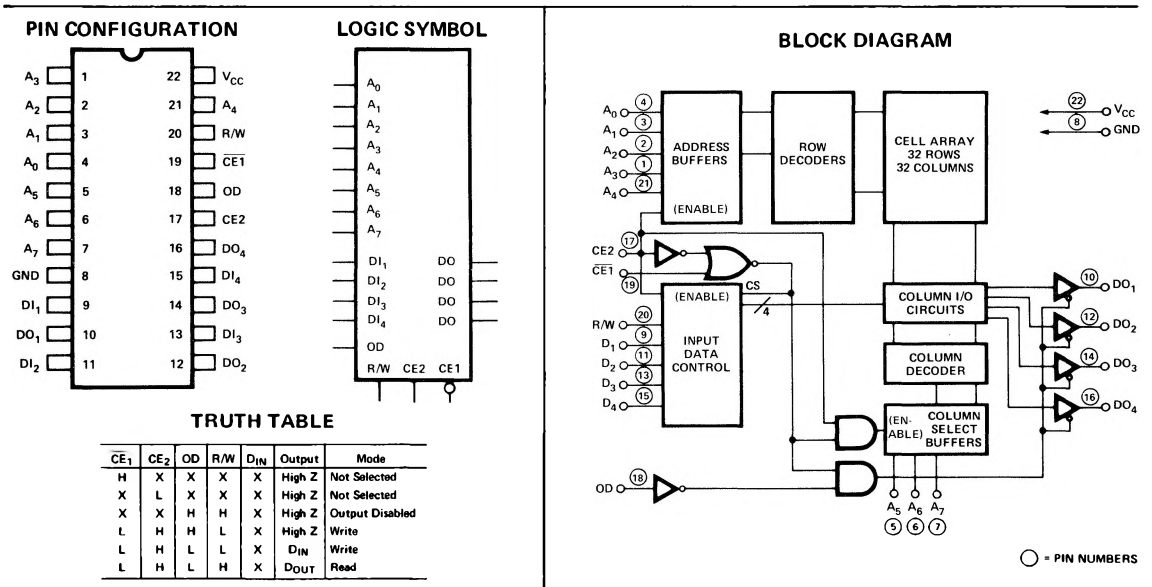 PIN CONFIGURATION
A3 1 22 VCC
A2 2 21 A4
A1 3 20 R/W
A0 4 19 C̅E̅1̅
A5 5 18 OD
A6 6 17 CE2
A7 7 16 DO4
GND 8 15 DI4
DI1 9 14 DO3
DO1 10 13 DI3
DI2 11 12 DO2
LOGIC SYMBOL
A0
A1
A2
A3
A4
A5
A6
A7
DI1 DO
DI2 DO
DI3 DO
DI4 DO
OD
R/W CE2 CE1
TRUTH TABLE
C̅E̅1 CE2 OD R/W DIN Output Mode
H X X X X High Z Not Selected
X L X X X High Z Not Selected
X X H H X High Z Output Disabled
L H H L X High Z Write
L H L L X DIN Write
L H L H X DOUT Read
BLOCK DIAGRAM
A0 4
A1 3
A2 2
A3 1
A4 21
ADDRESS
BUFFERS
(ENABLE)
ROW
DECODERS
CELL ARRAY
32 ROWS
32 COLUMNS
22 VCC
8 GND
CE2 17
C̅E̅1̅ 19
CS
4
(ENABLE)
INPUT
DATA
CONTROL
R/W 20
D1 9
D2 11
D3 13
D4 15
COLUMN I/O
CIRCUITS
COLUMN
DECODER
(EN-
ABLE)
COLUMN
SELECT
BUFFERS
10 DO1
12 DO2
14 DO3
16 DO4
OD 18
A5 A6 A7
5 6 7
= PIN NUMBERS